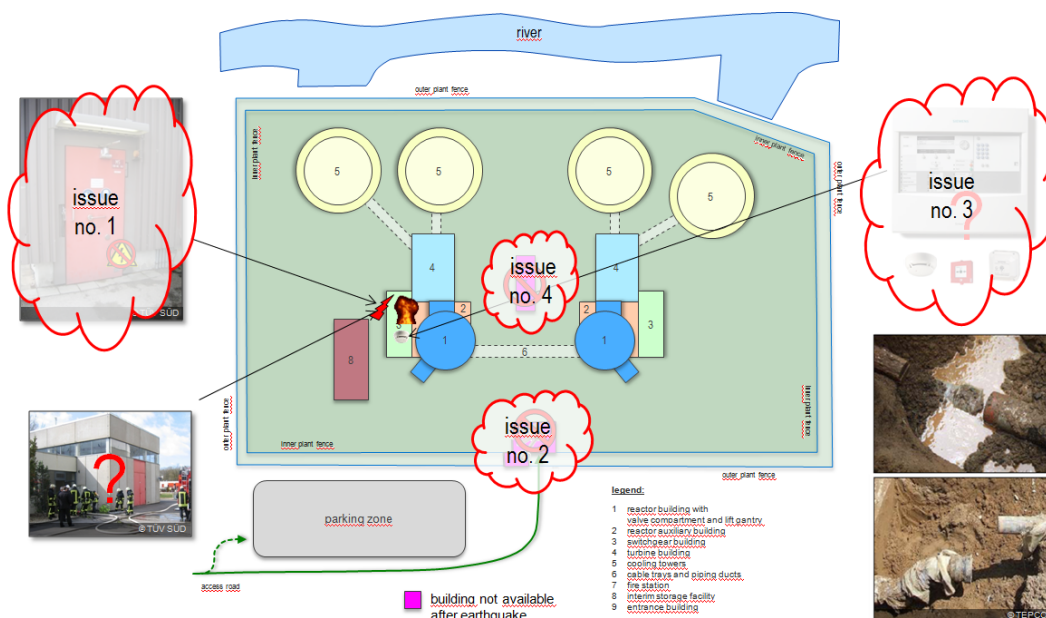 river
outer plant fence
inner plant fence
inner plant fence
outer plant fence
issue
no. 1
issue
no. 3
5
5
5
5
4
4
issue
no. 4
2
2
3
3
1
1
6
8
© TÜV SÜD
outer plant fence
inner plant fence
inner plant fence
issue
no. 2
outer plant fence
© TÜV SÜD
parking zone
access road
building not available
after earthquake
legend:
1 reactor building with
valve compartment and lift gantry
2 reactor auxiliary building
3 switchgear building
4 turbine building
5 cooling towers
6 cable trays and piping ducts
7 fire station
8 interim storage facility
9 entrance building
© TEPCO